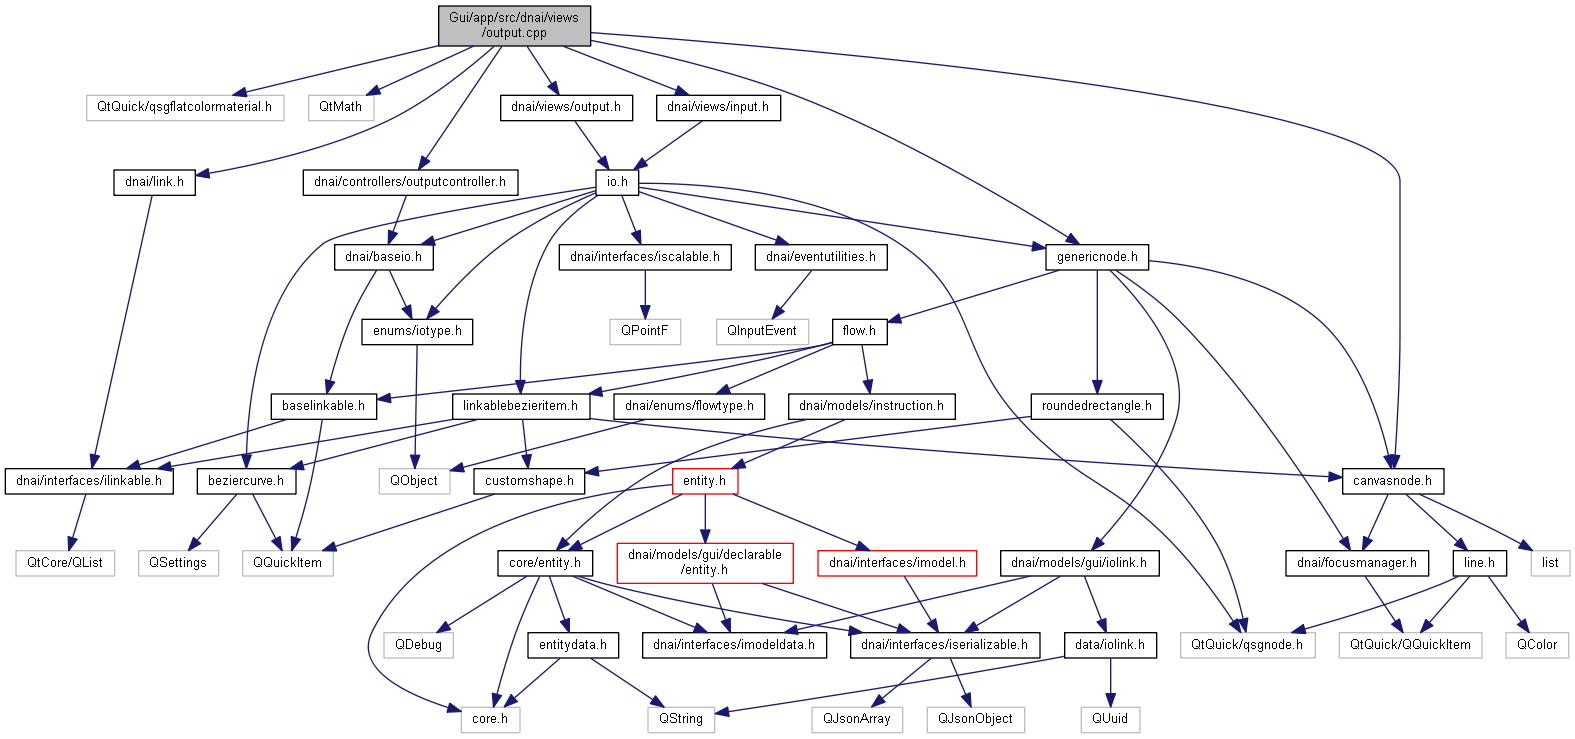 Gui/app/src/dnai/views
/output.cpp
QtQuick/qsgflatcolormaterial.h
QtMath
dnai/views/output.h
dnai/views/input.h
dnai/link.h
dnai/controllers/outputcontroller.h
io.h
dnai/baseio.h
dnai/interfaces/iscalable.h
dnai/eventutilities.h
genericnode.h
enums/iotype.h
QPointF
QInputEvent
flow.h
baselinkable.h
linkablebezieritem.h
dnai/enums/flowtype.h
dnai/models/instruction.h
roundedrectangle.h
dnai/interfaces/ilinkable.h
beziercurve.h
QObject
customshape.h
entity.h
canvasnode.h
QtCore/QList
QSettings
QQuickItem
core/entity.h
dnai/models/gui/declarable
/entity.h
dnai/interfaces/imodel.h
dnai/models/gui/iolink.h
dnai/focusmanager.h
line.h
list
QDebug
entitydata.h
dnai/interfaces/imodeldata.h
dnai/interfaces/iserializable.h
data/iolink.h
QtQuick/qsgnode.h
QtQuick/QQuickItem
QColor
core.h
QString
QJsonArray
QJsonObject
QUuid